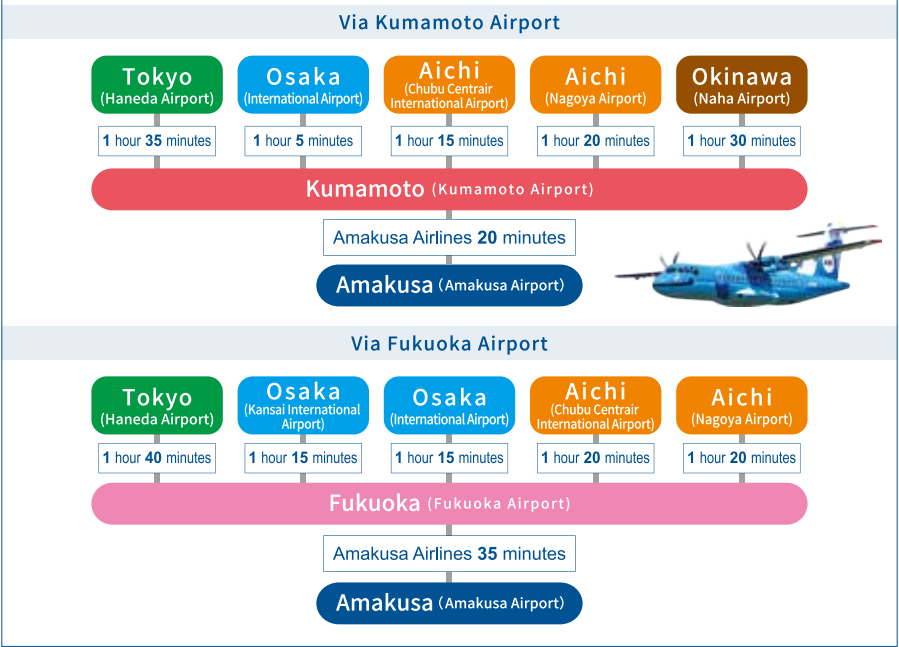 Via Kumamoto Airport
Tokyo
(Haneda Airport)
Osaka
(International Airport)
Aichi
(Chubu Centrair
International Airport)
Aichi
(Nagoya Airport)
Okinawa
(Naha Airport)
1 hour 35 minutes
1 hour 5 minutes
1 hour 15 minutes
1 hour 20 minutes
1 hour 30 minutes
Kumamoto (Kumamoto Airport)
Amakusa Airlines 20 minutes
Amakusa (Amakusa Airport)
Via Fukuoka Airport
Tokyo
(Haneda Airport)
Osaka
(Kansai International
Airport)
Osaka
(International Airport)
Aichi
(Chubu Centrair
International Airport)
Aichi
(Nagoya Airport)
1 hour 40 minutes
1 hour 15 minutes
1 hour 15 minutes
1 hour 20 minutes
1 hour 20 minutes
Fukuoka (Fukuoka Airport)
Amakusa Airlines 35 minutes
Amakusa (Amakusa Airport)